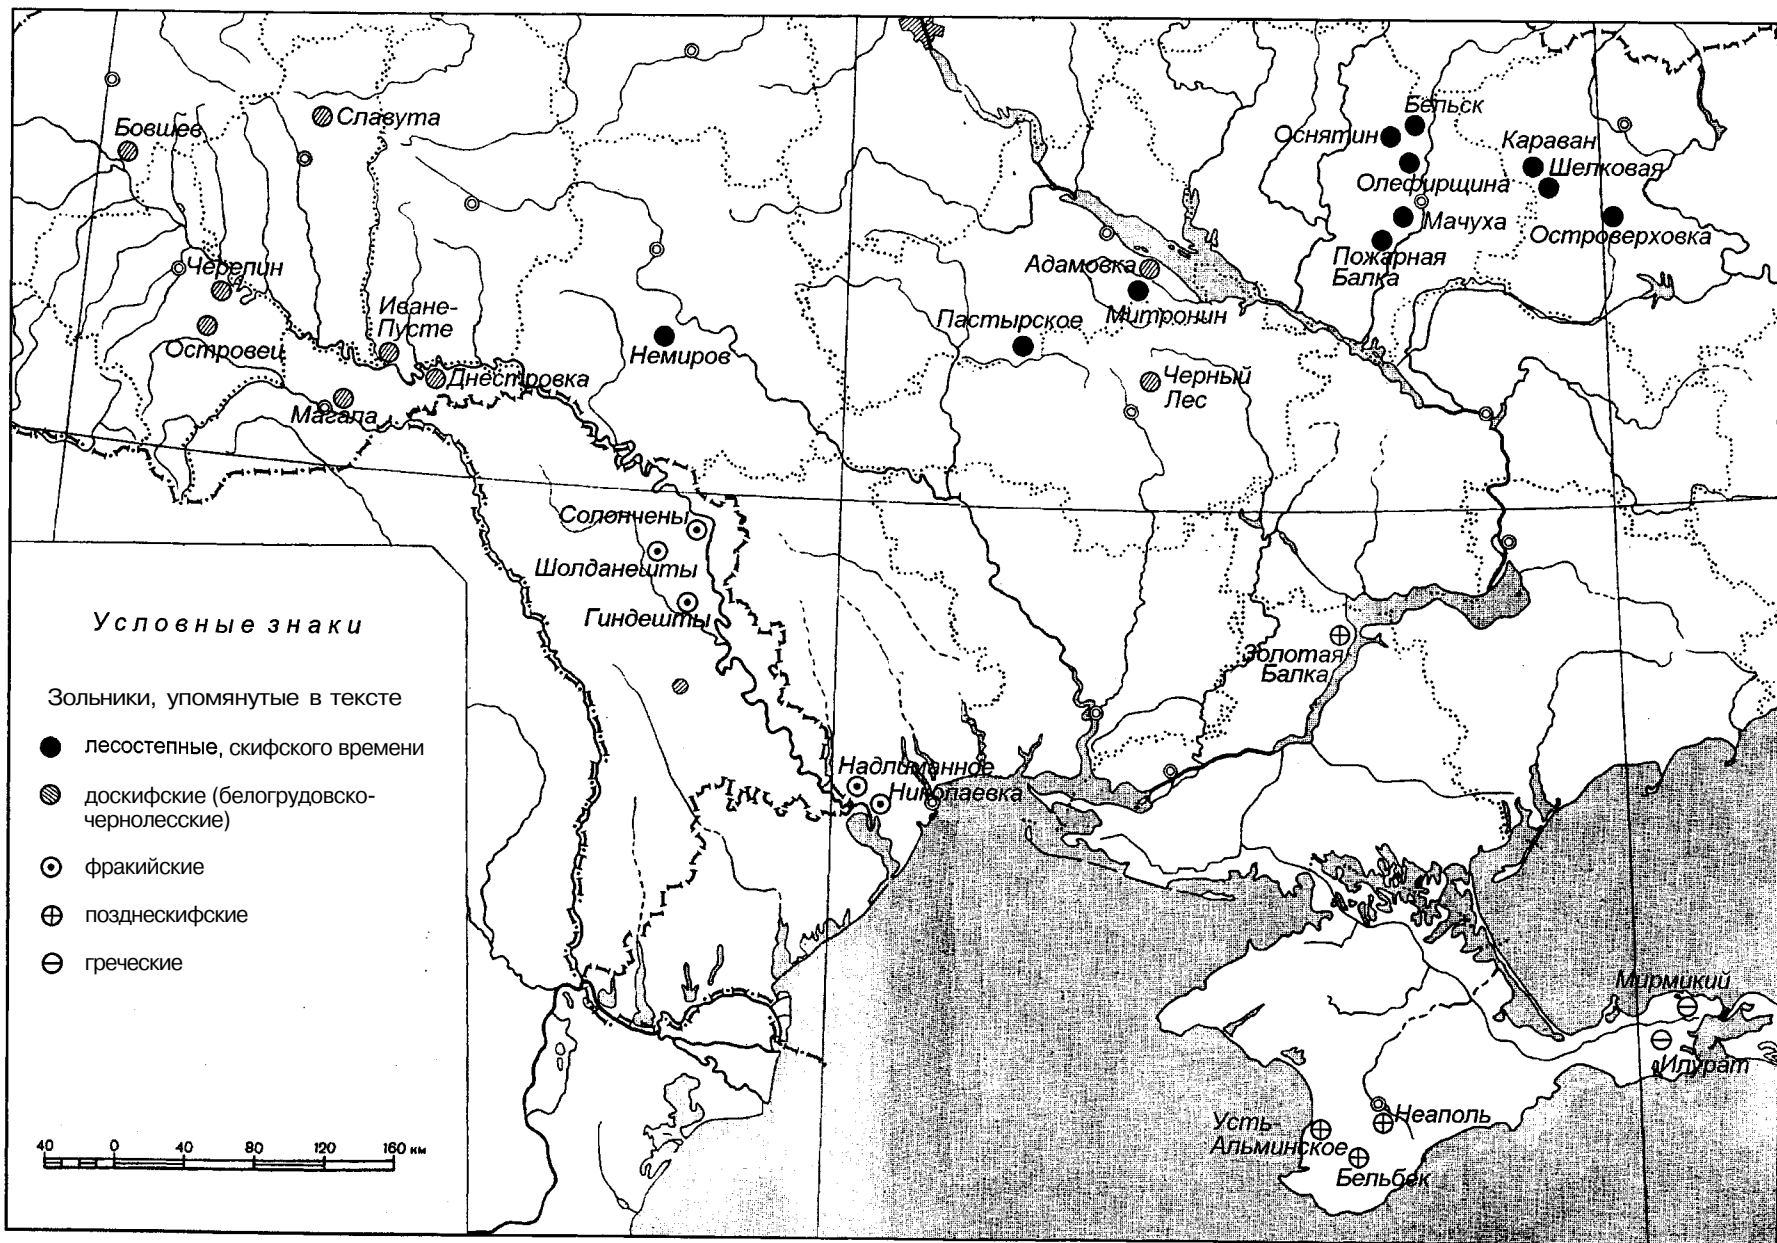 Бельск
Славута
Бовшев
Оснятин
Караван
Шелковая
Олефирщина
Мачуха
Островерховка
Пожарная
Балка
Черепин
Адамовка
Иване-
Пусте
Митронин
Пастырское
Островец
Немиров
Днестровка
Черный
Лес
Магала
Солончены
Шолданешты
Гиндешты
Золотая
Балка
Надлиманное
Николаевка
Мирмикий
Илурат
Неаполь
Усть-
Альминское
Бельбек
Условные знаки
Зольники, упомянутые в тексте
лесостепные, скифского времени
доскифские (белогрудовско-
чернолесские)
фракийские
позднескифские
греческие
40 0 40 80 120 160 км